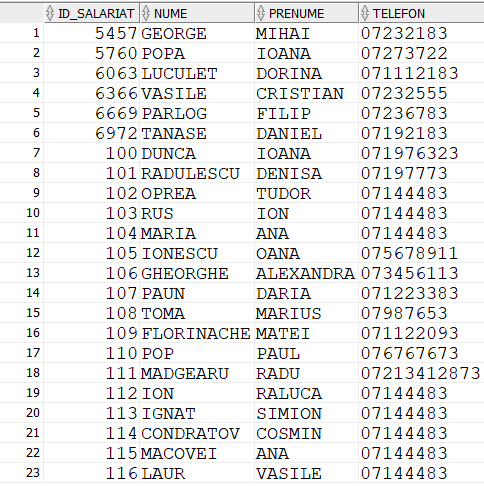 ID_SALARIAT NUME PRENUME TELEFON
1 5457 GEORGE MIHAI 07232183
2 5760 POPA IOANA 07273722
3 6063 LUCULET DORINA 071112183
4 6366 VASILE CRISTIAN 07232555
5 6669 PARLOG FILIP 07236783
6 6972 TANASE DANIEL 07192183
7 100 DUNCA IOANA 071976323
8 101 RADULESCU DENISA 07197773
9 102 OPREA TUDOR 07144483
10 103 RUS ION 07144483
11 104 MARIA ANA 07144483
12 105 IONESCU OANA 075678911
13 106 GHEORGHE ALEXANDRA 073456113
14 107 PAUN DARIA 071223383
15 108 TOMA MARIUS 07987653
16 109 FLORINACHE MATEI 071122093
17 110 POP PAUL 076767673
18 111 MADGEARU RADU 07213412873
19 112 ION RALUCA 07144483
20 113 IGNAT SIMION 07144483
21 114 CONDRATOV COSMIN 07144483
22 115 MACOVEI ANA 07144483
23 116 LAUR VASILE 07144483